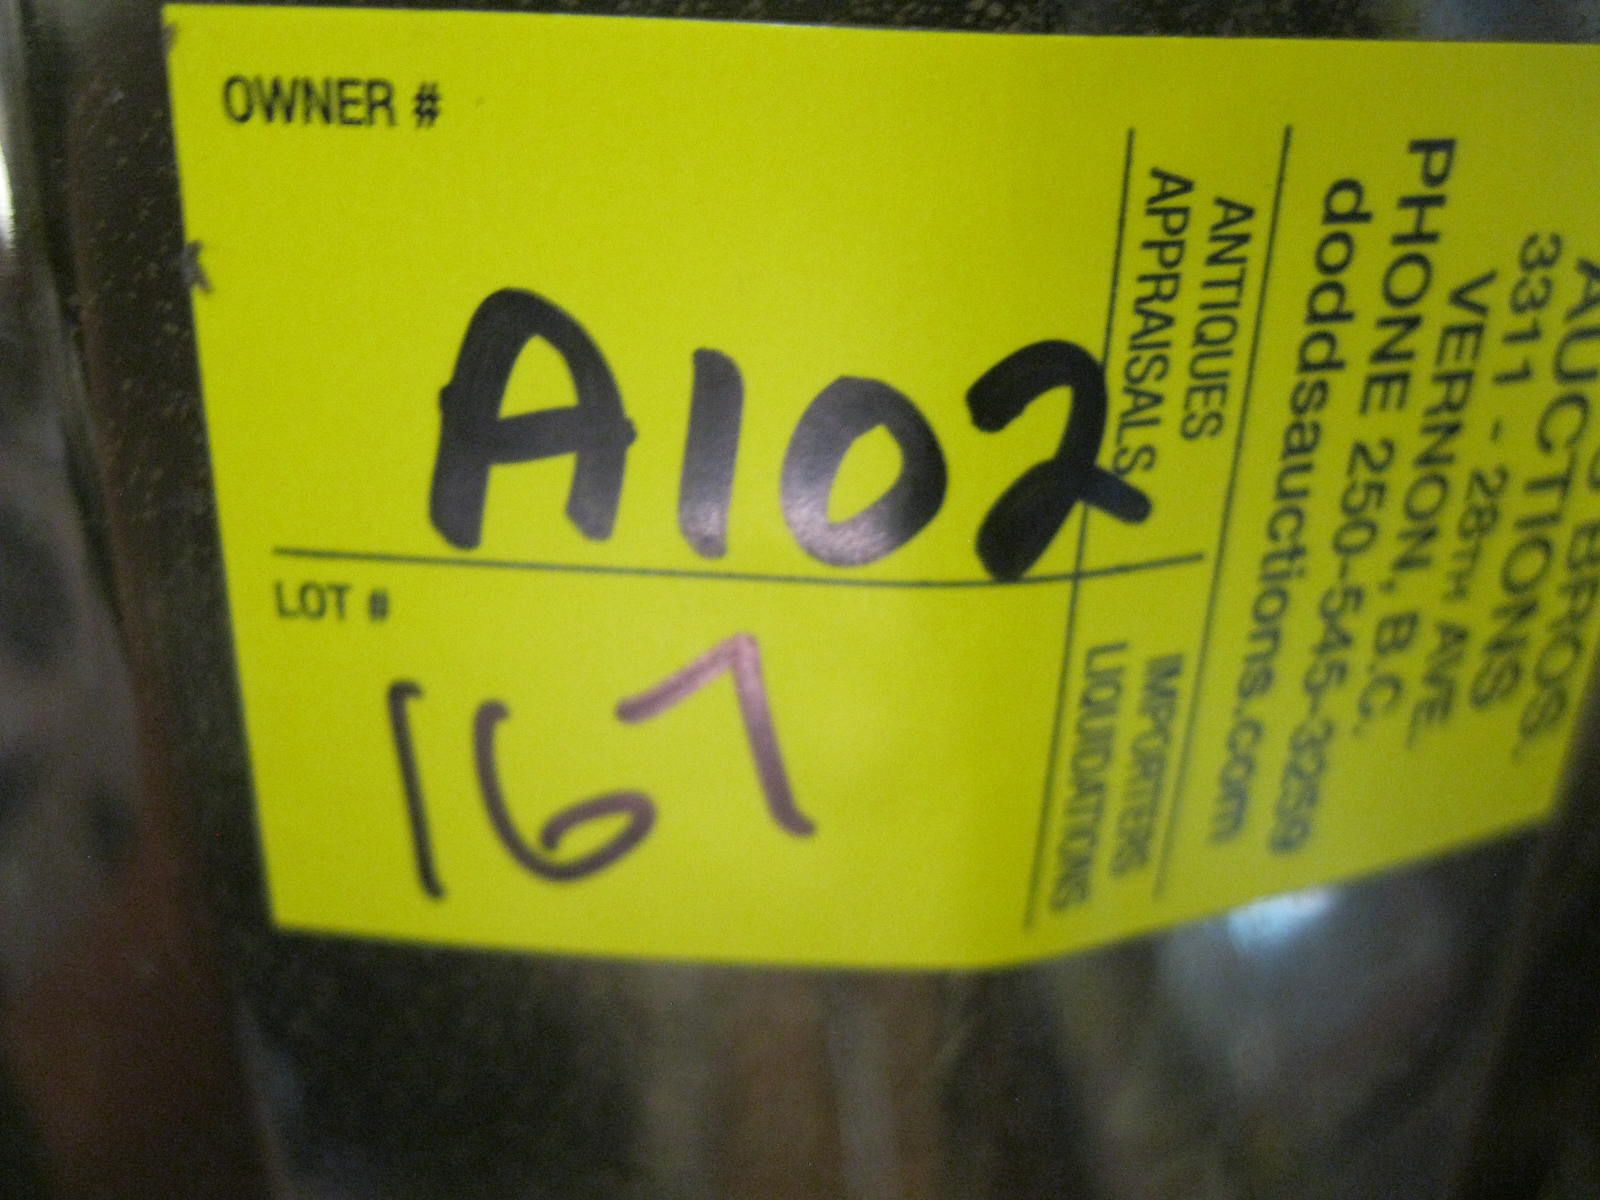 OWNER #
A102
LOT #
167
BROS.
AUCTIONS
3311 - 28TH AVE.
VERNON, B.C.
PHONE 250-545-3259
doddsauctions.com
ANTIQUES
APPRAISALS
IMPORTERS
LIQUIDATIONS